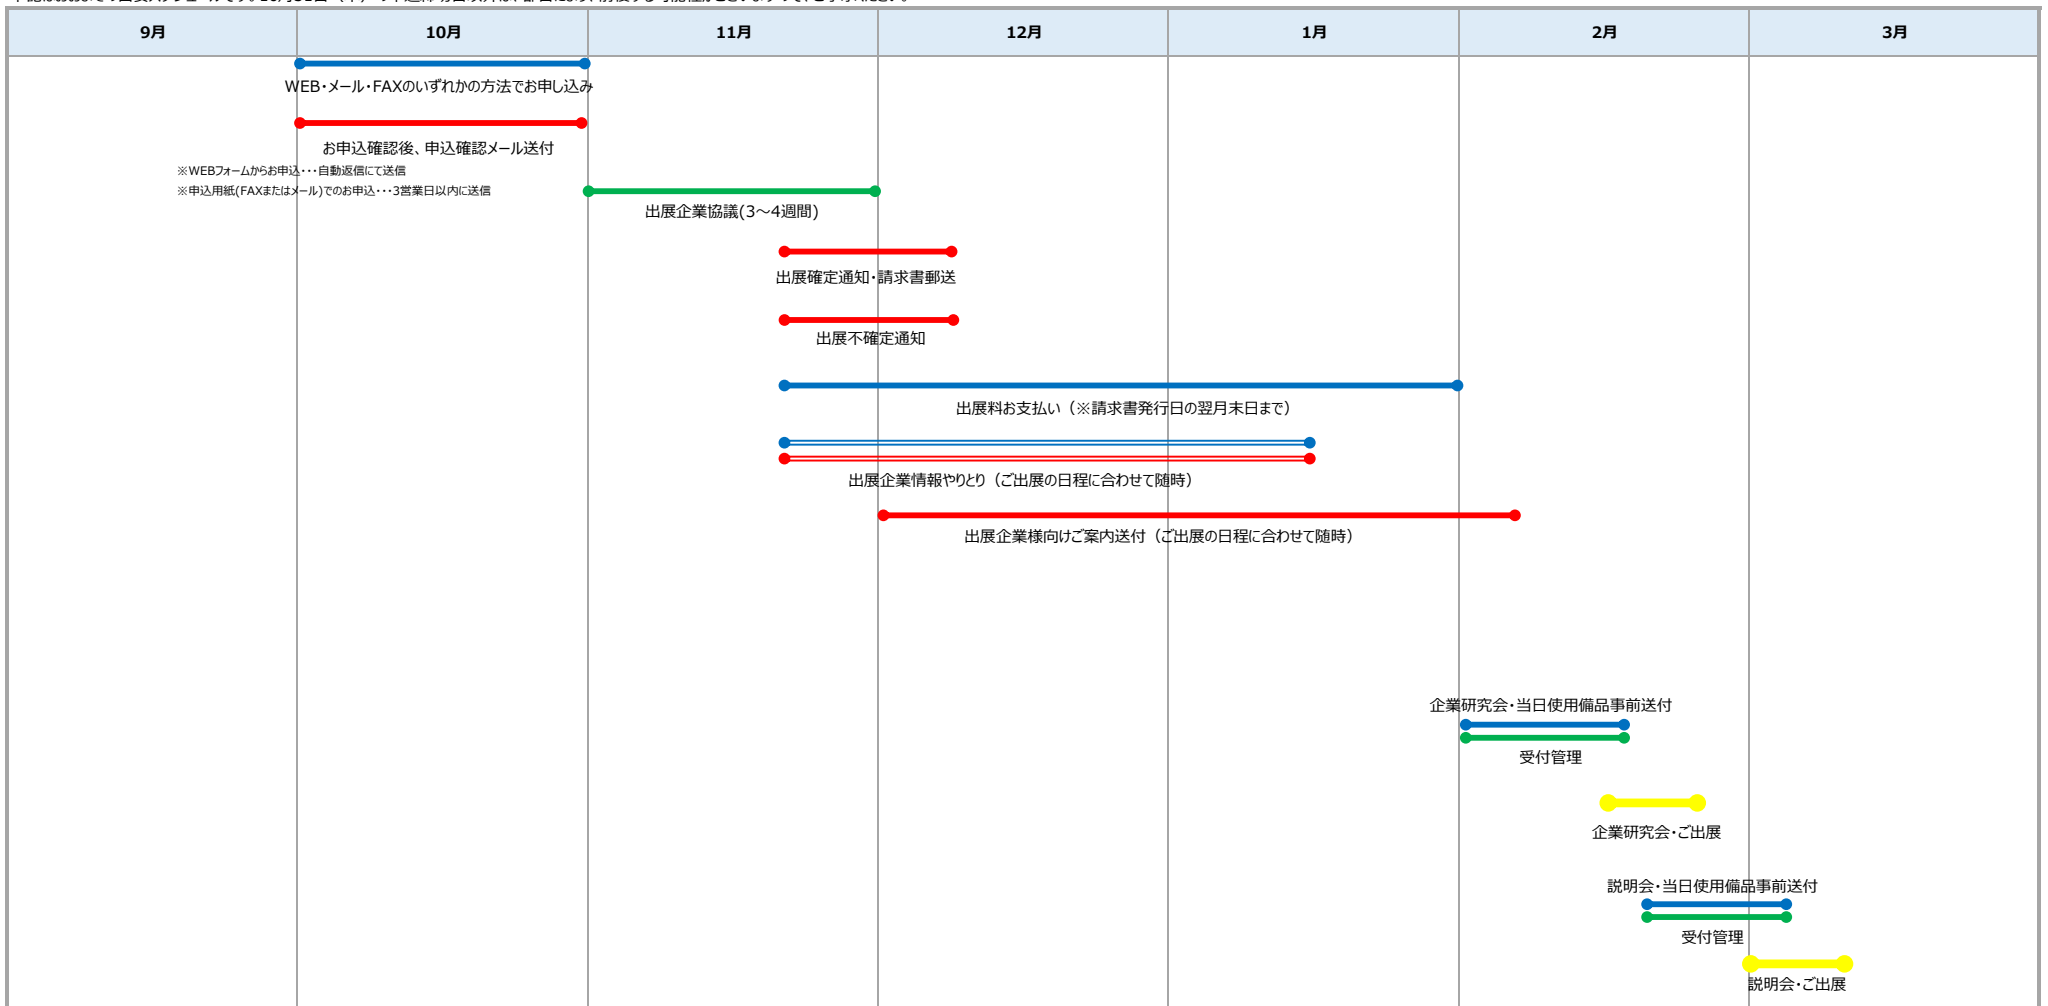 9月 10月 11月 12月 1月 2月 3月
WEB・メール・FAXのいずれかの方法でお申し込み
お申込確認後、申込確認メール送付
※WEBフォームからお申込・・・自動返信にて送信
※申込用紙(FAXまたはメール)でのお申込・・・3営業日以内に送信
出展企業協議(3～4週間)
出展確定通知・請求書郵送
出展不確定通知
出展料お支払い（※請求書発行日の翌月末日まで）
出展企業情報やりとり（ご出展の日程に合わせて随時）
出展企業様向けご案内送付（ご出展の日程に合わせて随時）
企業研究会・当日使用備品事前送付
受付管理
企業研究会・ご出展
説明会・当日使用備品事前送付
受付管理
説明会・ご出展